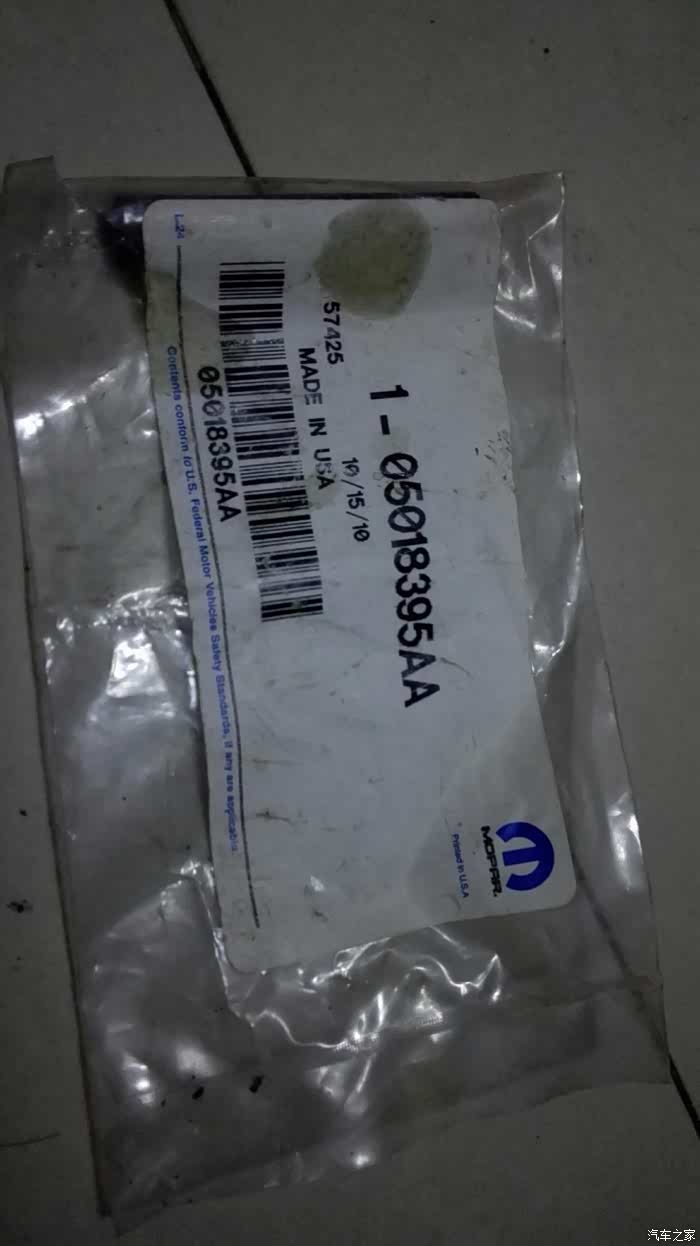 MOPAR.
Printed in U.S.A
1 - 05018395AA
10/15/10
57425
MADE IN USA
05018395AA
L-24
Contents conform to U.S. Federal Motor Vehicles Safety Standards, if any are applicable.
汽车之家